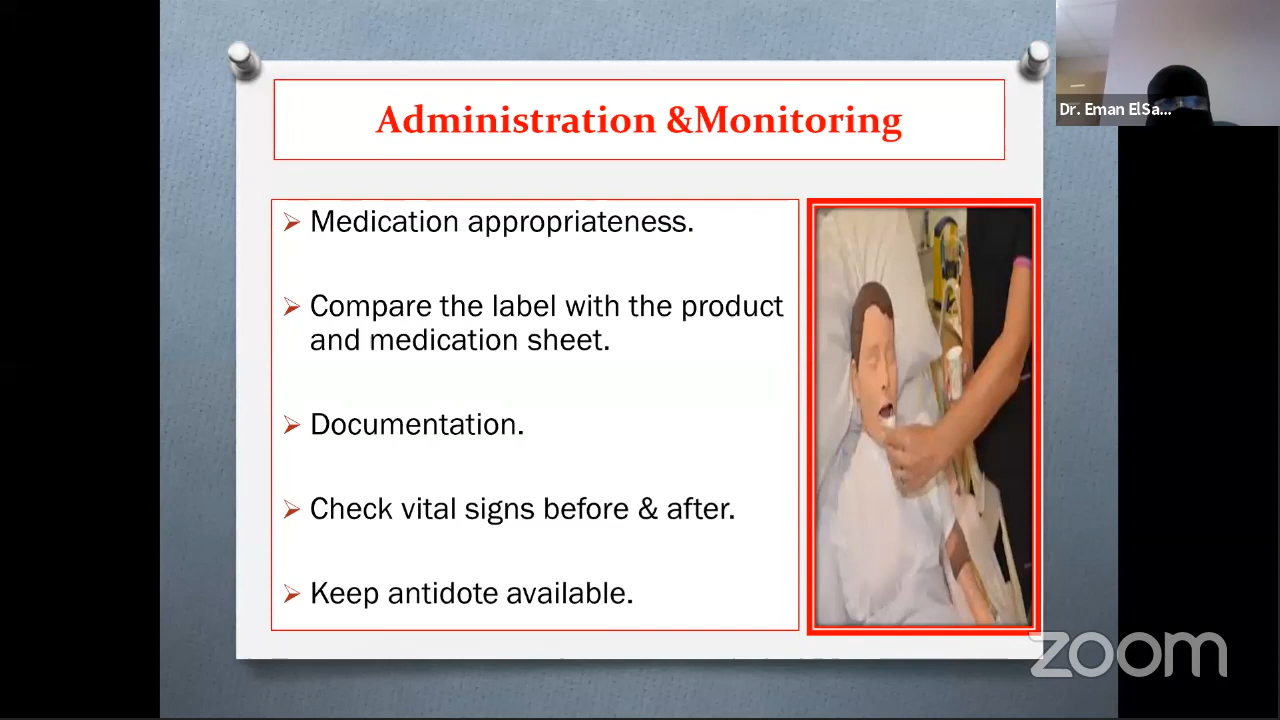 Administration &Monitoring
Medication appropriateness.
Compare the label with the product
and medication sheet.
Documentation.
Check vital signs before & after.
Keep antidote available.
Dr. Eman ElSa...
zoom